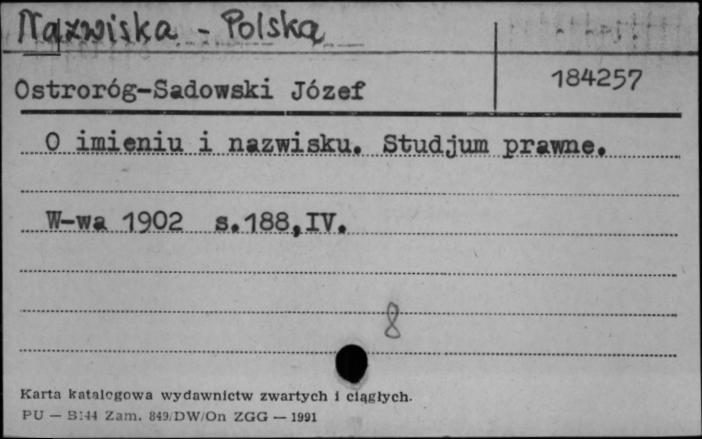 Nazwiska - Polska
Ostroróg-Sadowski Józef
184257
O imieniu i nazwisku. Studjum prawne.
W-wa 1902 s.188,IV.
8
Karta katalogowa wydawnictw zwartych i ciągłych.
PU — B144 Zam. 849/DW/On ZGG — 1991